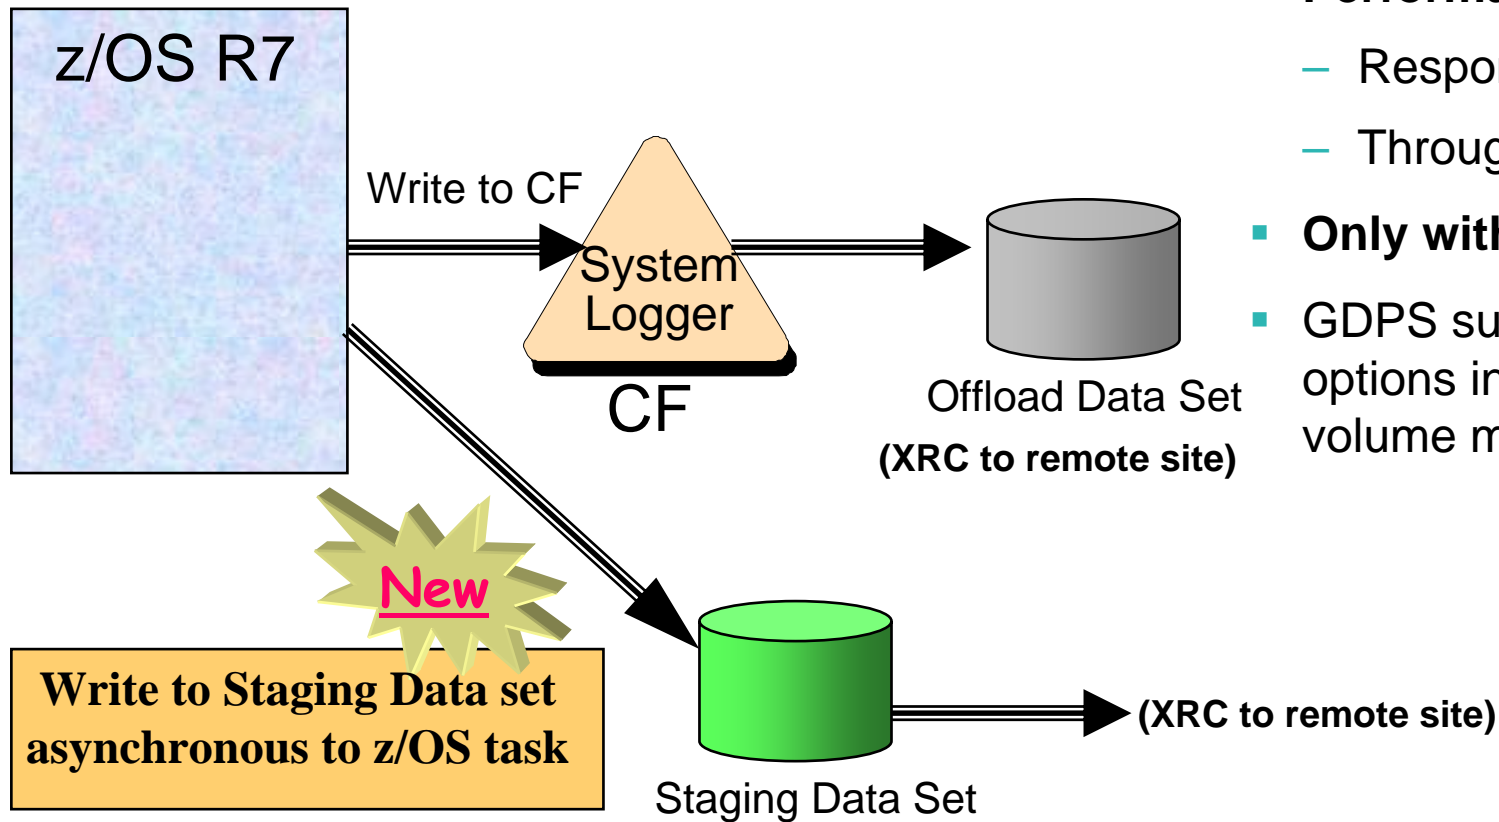 z/OS R7
Write to CF
System
Logger
CF
Offload Data Set
(XRC to remote site)
New
Write to Staging Data set
asynchronous to z/OS task
Staging Data Set
(XRC to remote site)
– 
– 
▪ Only with
▪ GDPS su
options in
volume m